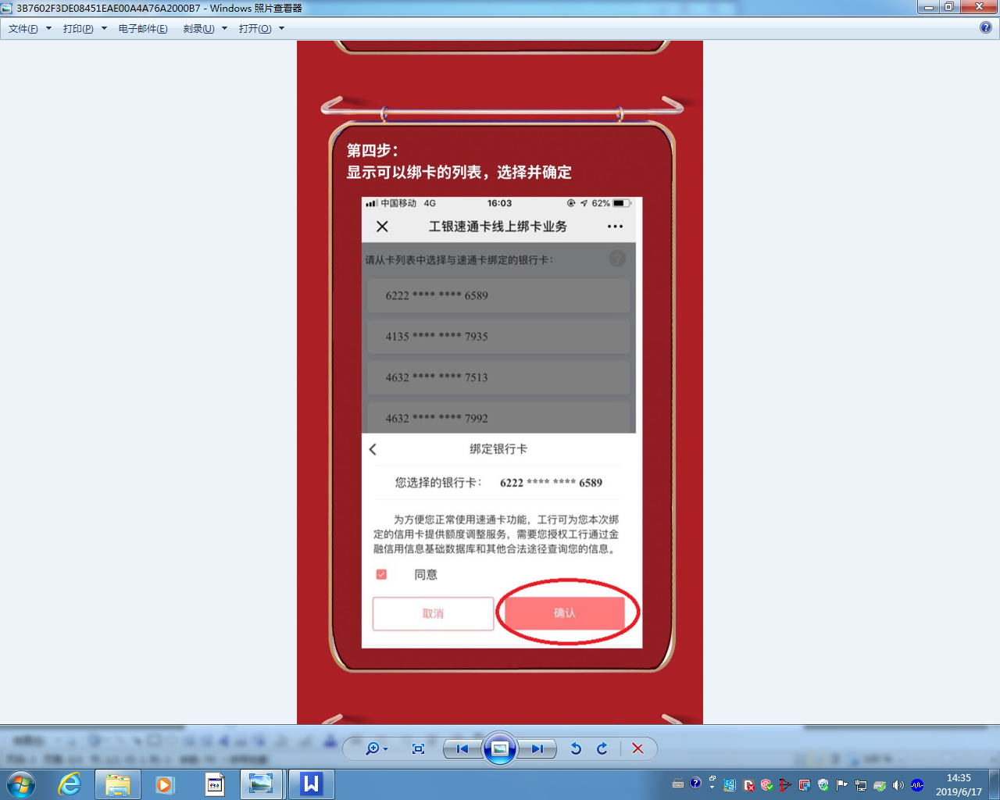 3B7602F3DE08451EAE00A4A76A2000B7 - Windows 照片查看器
文件(F) 打印(P) 电子邮件(E) 刻录(U) 打开(O)
第四步：
显示可以绑卡的列表，选择并确定
中国移动 4G 16:03 62%
工银速通卡线上绑卡业务
请从卡列表中选择与速通卡绑定的银行卡：
6222 **** **** 6589
4135 **** **** 7935
4632 **** **** 7513
4632 **** **** 7992
绑定银行卡
您选择的银行卡： 6222 **** **** 6589
为方便您正常使用速通卡功能，工行可为您本次绑
定的信用卡提供额度调整服务，需要您授权工行通过金
融信用信息基础数据库和其他合法途径查询您的信息。
同意
取消 确认
14:35
2019/6/17